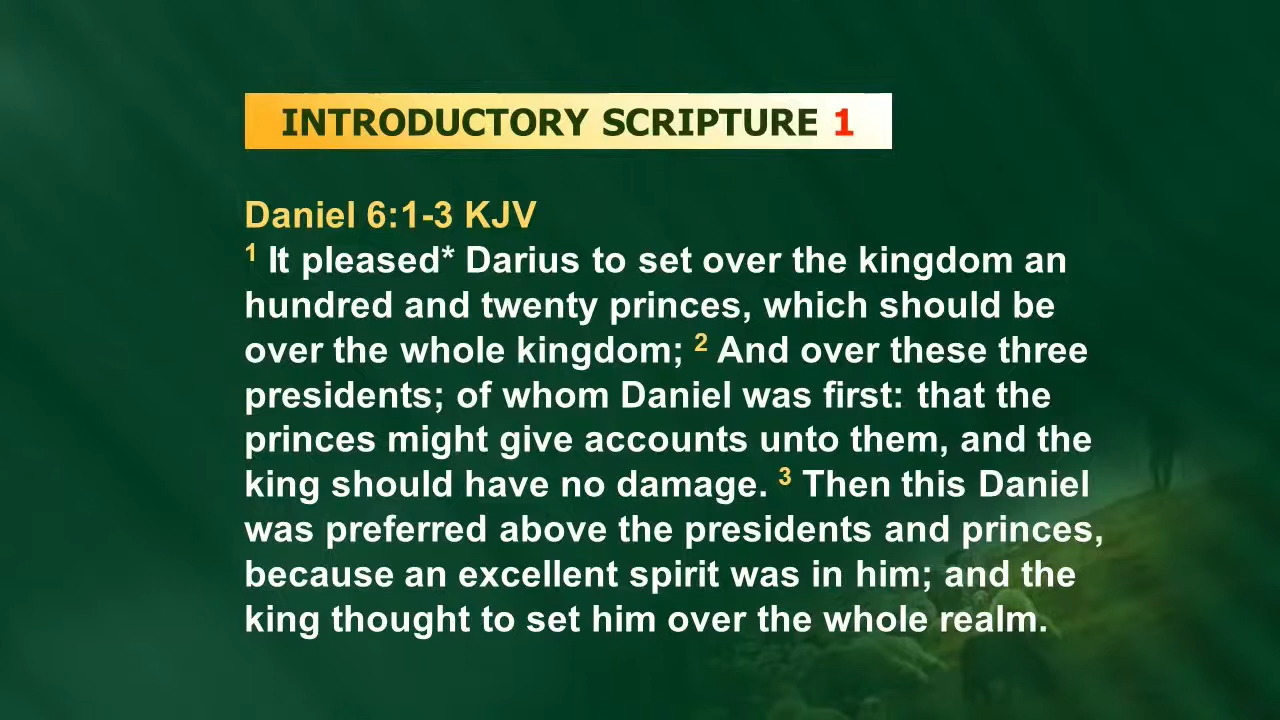 INTRODUCTORY SCRIPTURE 1
Daniel 6:1-3 KJV
1 It pleased* Darius to set over the kingdom an
hundred and twenty princes, which should be
over the whole kingdom; 2 And over these three
presidents; of whom Daniel was first: that the
princes might give accounts unto them, and the
king should have no damage. 3 Then this Daniel
was preferred above the presidents and princes,
because an excellent spirit was in him; and the
king thought to set him over the whole realm.